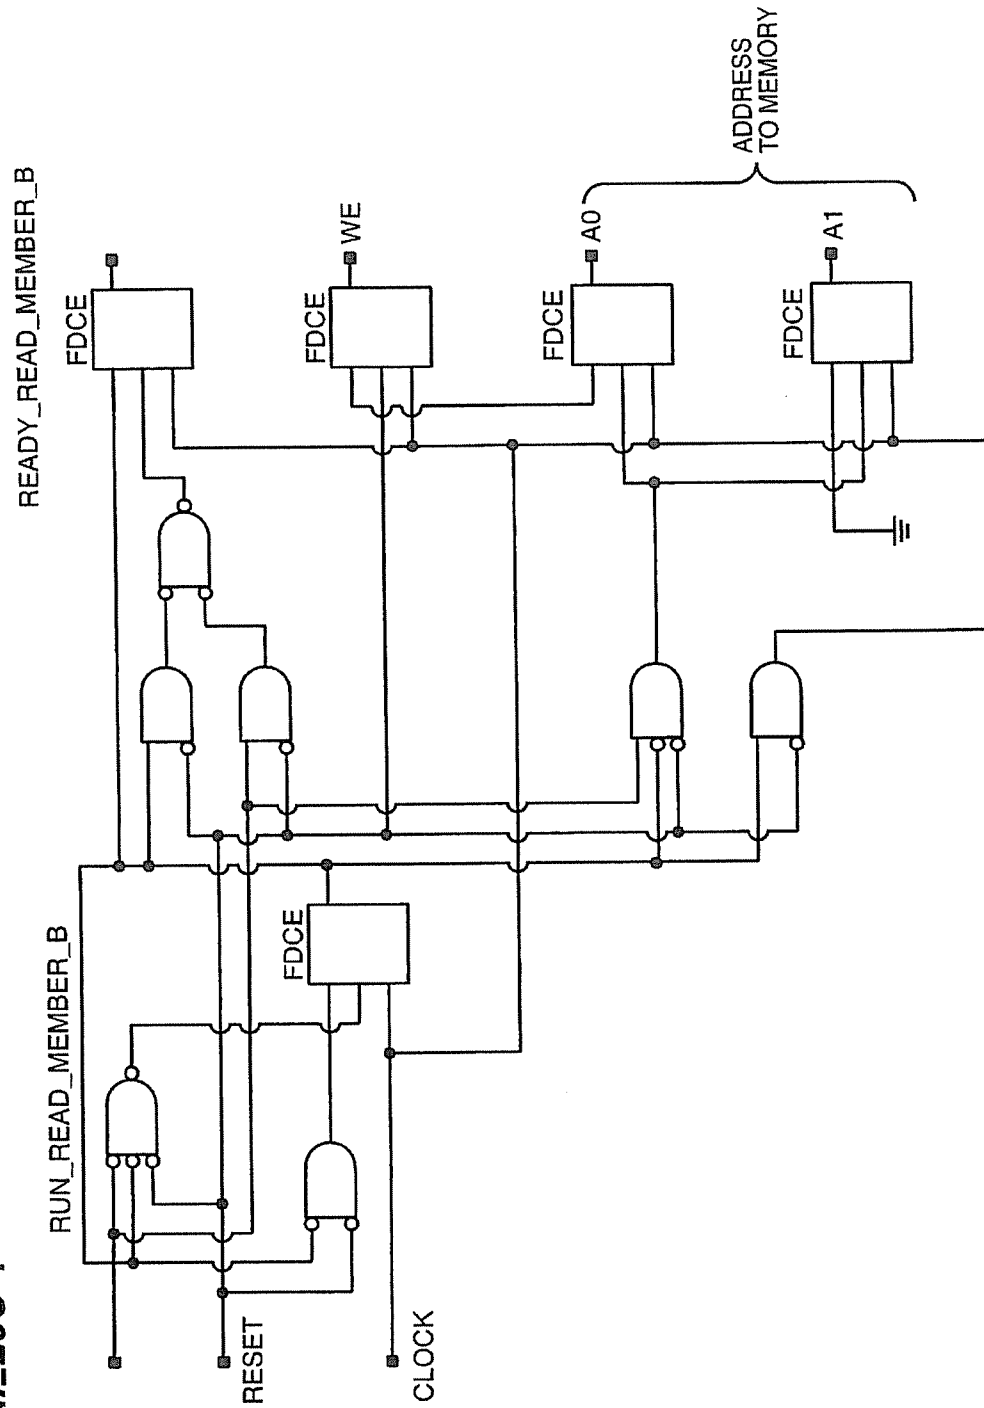 READY_READ_MEMBER_B
FDCE
FDCE
WE
FDCE
A0
FDCE
A1
ADDRESS
TO MEMORY
RUN_READ_MEMBER_B
FDCE
RESET
CLOCK